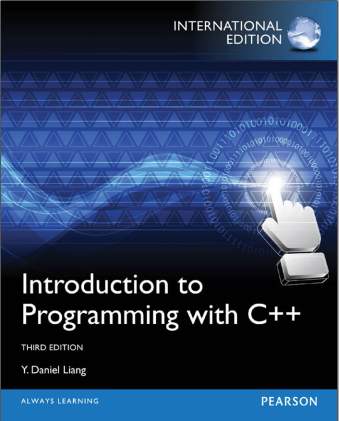 INTERNATIONAL
EDITION
Introduction to
Programming with C++
THIRD EDITION
Y. Daniel Liang
ALWAYS LEARNING
PEARSON